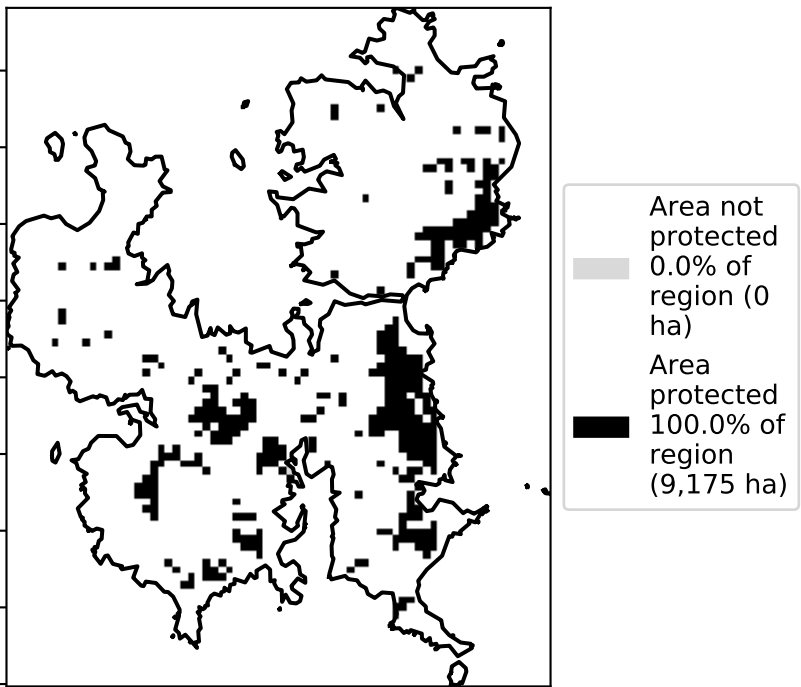 Area not
protected
0.0% of
region (0
ha)
Area
protected
100.0% of
region
(9,175 ha)